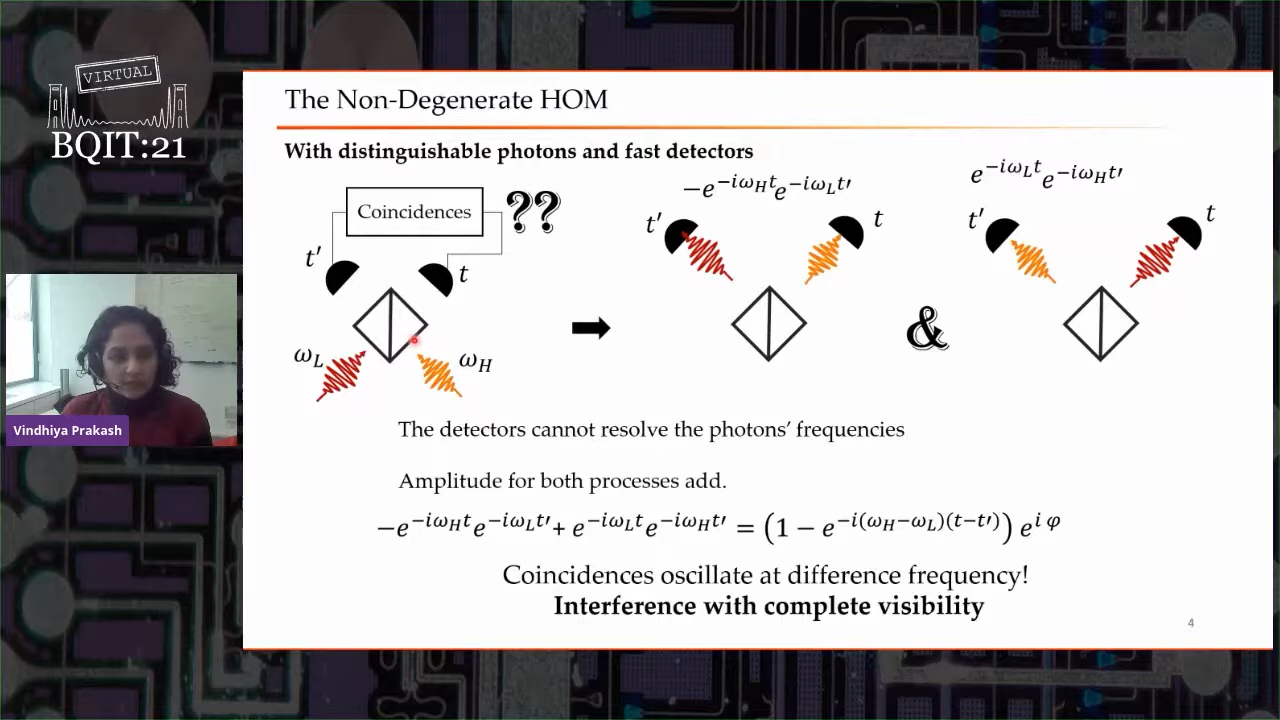 VIRTUAL
BQIT:21
Vindhiya Prakash
The Non-Degenerate HOM
With distinguishable photons and fast detectors
Coincidences ??
t′ t
ω_L ω_H
−e^{−iω_H t}e^{−iω_L t′}
t′ t
&
e^{−iω_L t}e^{−iω_H t′}
t′ t
The detectors cannot resolve the photons’ frequencies
Amplitude for both processes add.
−e^{−iω_H t}e^{−iω_L t′}+ e^{−iω_L t}e^{−iω_H t′} = (1 − e^{−i(ω_H−ω_L)(t−t′)}) e^{i φ}
Coincidences oscillate at difference frequency!
Interference with complete visibility
4